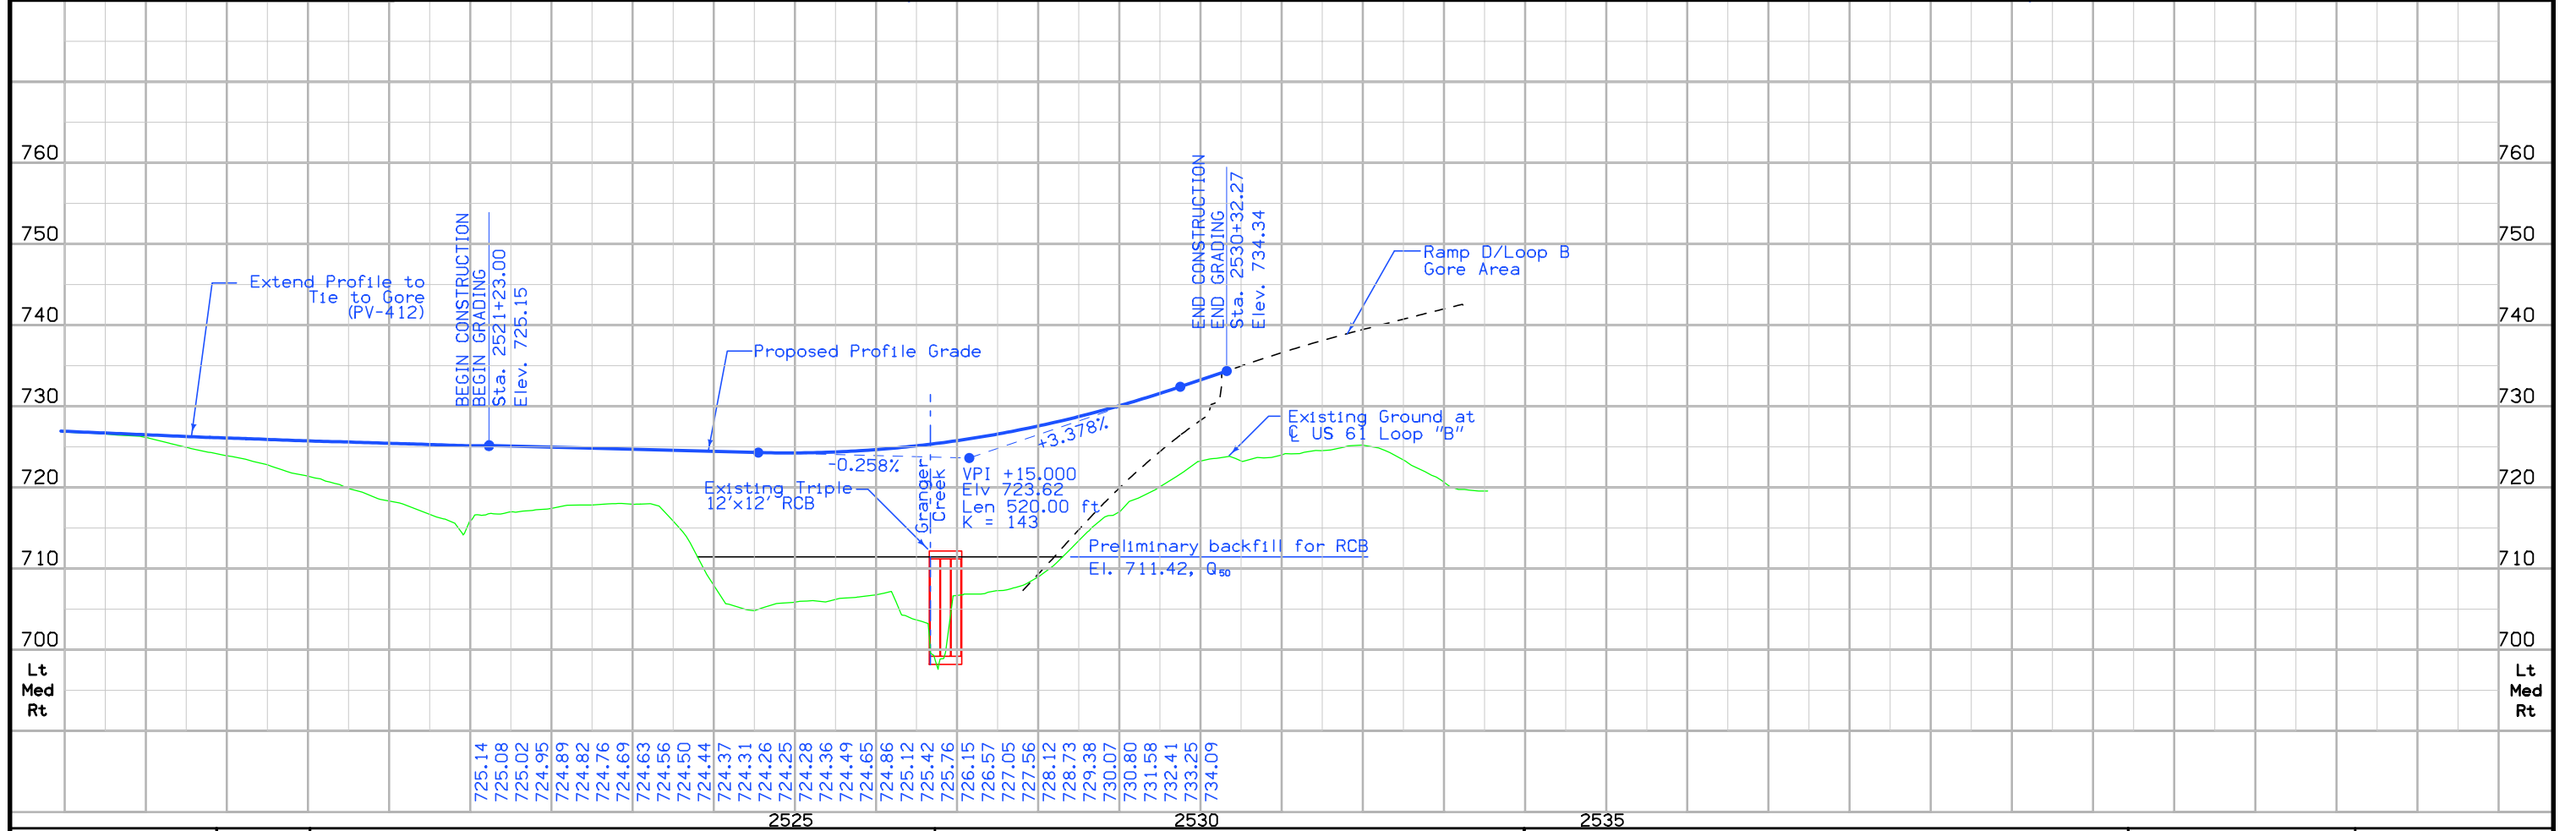 760
760
750
750
740
740
730
730
720
720
710
710
700
700
Lt
Med
Rt
Lt
Med
Rt
Extend Profile to
Tie to Gore
(PV-412)
BEGIN CONSTRUCTION
BEGIN GRADING
Sta. 2521+23.00
Elev. 725.15
Proposed Profile Grade
-0.258%
+3.378%
Existing Triple
12'x12' RCB
Granger
Creek
VPI +15.000
Elv 723.62
Len 520.00 ft
K = 143
END CONSTRUCTION
END GRADING
Sta. 2530+32.27
Elev. 734.34
Ramp D/Loop B
Gore Area
Existing Ground at
℄ US 61 Loop "B"
Preliminary backfill for RCB
El. 711.42, Q50
725.14
725.08
725.02
724.95
724.89
724.82
724.76
724.69
724.63
724.56
724.50
724.44
724.37
724.31
724.26
724.25
724.28
724.36
724.49
724.65
724.86
725.12
725.42
725.76
726.15
726.57
727.05
727.56
728.12
728.73
729.38
730.07
730.80
731.58
732.41
733.25
734.09
2525
2530
2535